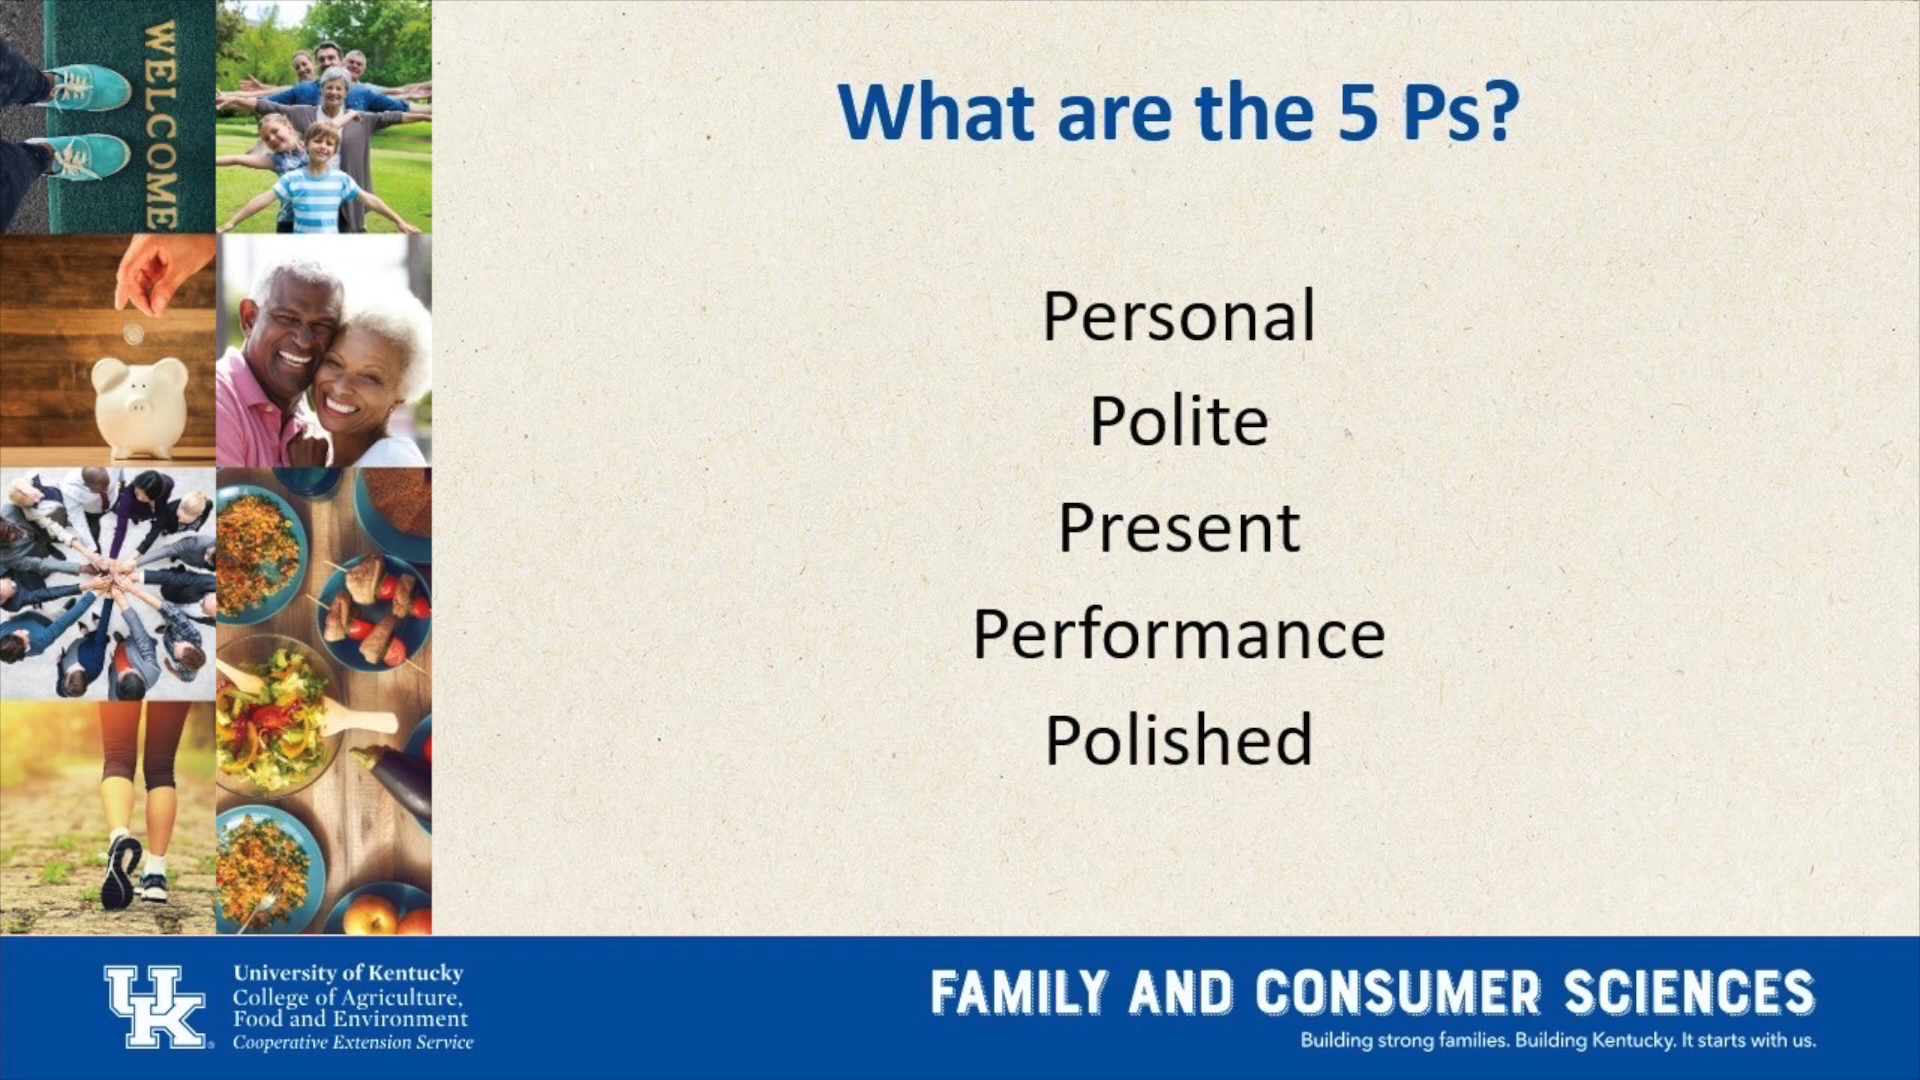 WELCOME
What are the 5 Ps?
Personal
Polite
Present
Performance
Polished
UK
University of Kentucky
College of Agriculture,
Food and Environment
Cooperative Extension Service
FAMILY AND CONSUMER SCIENCES
Building strong families. Building Kentucky. It starts with us.